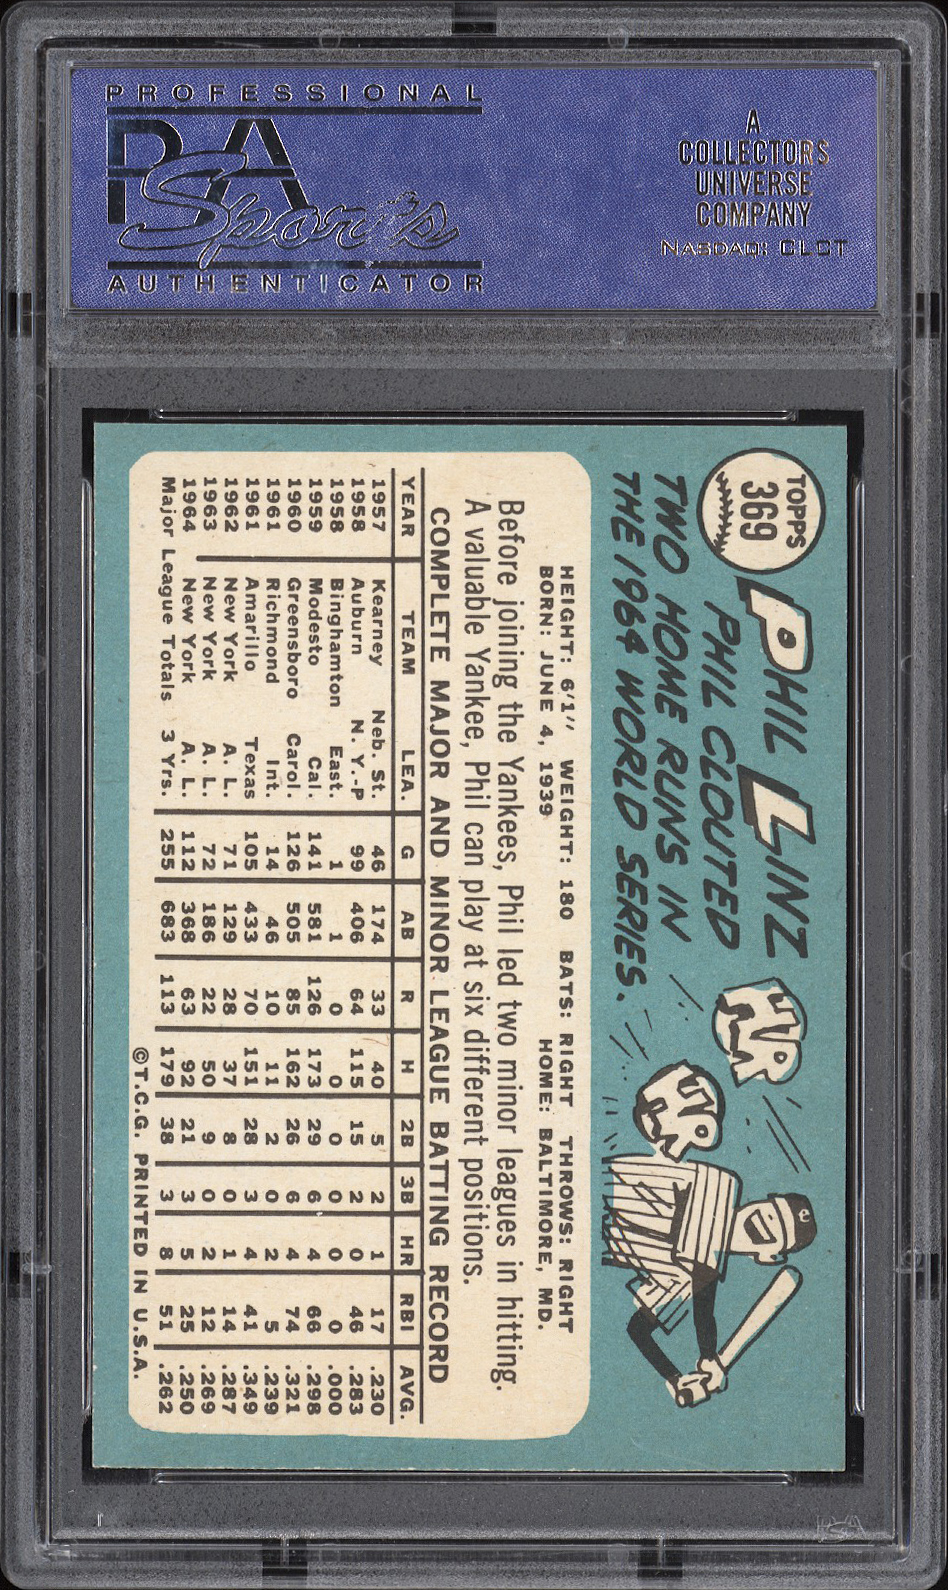 PROFESSIONAL
PSA
Sports
AUTHENTICATOR
A
COLLECTORS
UNIVERSE
COMPANY
NASDAQ: CLCT
TOPPS
369
PHIL LINZ
PHIL CLOUTED
TWO HOME RUNS IN
THE 1964 WORLD SERIES.
HR
HR
HEIGHT: 6'1" WEIGHT: 180 BATS: RIGHT THROWS: RIGHT
BORN: JUNE 4, 1939 HOME: BALTIMORE, MD.
Before joining the Yankees, Phil led two minor leagues in hitting.
A valuable Yankee, Phil can play at six different positions.
COMPLETE MAJOR AND MINOR LEAGUE BATTING RECORD
YEAR TEAM LEA. G AB R H 2B 3B HR RBI AVG.
1957 Kearney Neb. St. 46 174 33 40 5 2 1 17 .230
1958 Auburn N. Y.-P 99 406 64 115 15 2 0 46 .283
1958 Binghamton East. 1 1 0 0 0 0 0 0 .000
1959 Modesto Cal. 141 581 126 173 29 6 4 66 .298
1960 Greensboro Carol. 126 505 85 162 26 6 4 74 .321
1961 Richmond Int. 14 46 10 11 2 0 2 5 .239
1961 Amarillo Texas 105 433 70 151 28 3 4 41 .349
1962 New York A. L. 71 129 28 37 8 0 1 14 .287
1963 New York A. L. 72 186 22 50 9 0 2 12 .269
1964 New York A. L. 112 368 63 92 21 3 5 25 .250
Major League Totals 3 Yrs. 255 683 113 179 38 3 8 51 .262
©T.C.G. PRINTED IN U.S.A.
PSA